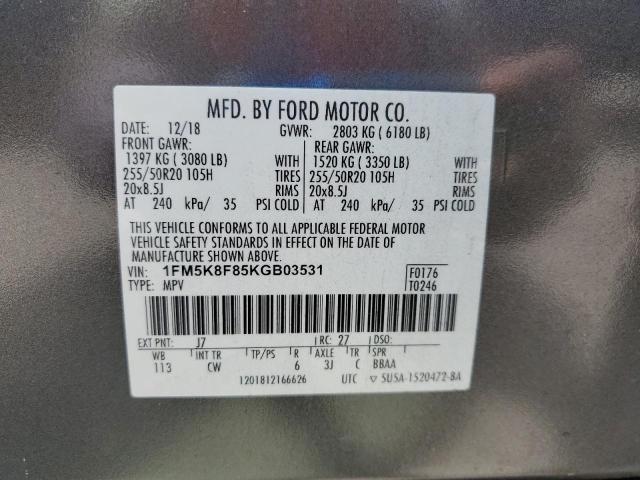 MFD. BY FORD MOTOR CO.
DATE: 12/18 GVWR: 2803 KG ( 6180 LB)
FRONT GAWR: REAR GAWR:
1397 KG ( 3080 LB) WITH 1520 KG ( 3350 LB) WITH
255/50R20 105H TIRES 255/50R20 105H TIRES
20x8.5J RIMS 20x8.5J RIMS
AT 240 kPa/ 35 PSI COLD AT 240 kPa/ 35 PSI COLD
THIS VEHICLE CONFORMS TO ALL APPLICABLE FEDERAL MOTOR
VEHICLE SAFETY STANDARDS IN EFFECT ON THE DATE OF
MANUFACTURE SHOWN ABOVE.
VIN: 1FM5K8F85KGB03531 F0176
TYPE: MPV T0246
EXT PNT: J7 RC: 27 DSO:
WB INT TR TP/PS R AXLE TR SPR
113 CW 6 3J C BBAA
1201812166626 UTC ▽ 5U5A-1520472-BA